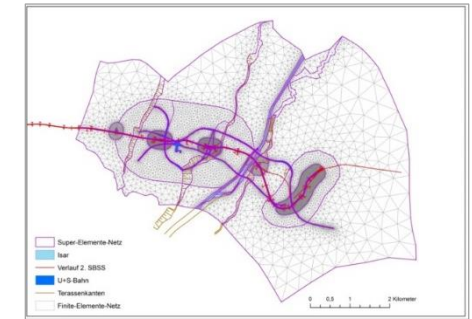 Super-Elemente-Netz
Isar
Verlauf 2. SBSS
U+S-Bahn
Terassenkanten
Finite-Elemente-Netz
0 0,5 1 2 Kilometer